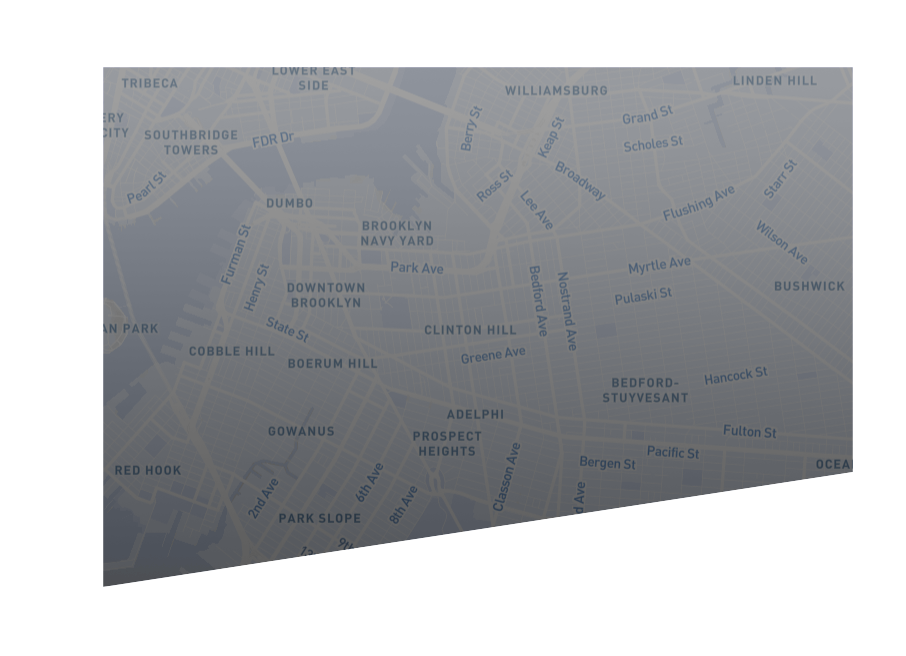 LOWER EAST
SIDE
TRIBECA
WILLIAMSBURG
LINDEN HILL
ERY
CITY
SOUTHBRIDGE
TOWERS
FDR Dr
Berry St
Keap St
Grand St
Scholes St
Pearl St
Ross St
Broadway
Lee Ave
Flushing Ave
Starr St
DUMBO
BROOKLYN
NAVY YARD
Furman St
Wilson Ave
Henry St
Park Ave
Myrtle Ave
DOWNTOWN
BROOKLYN
Bedford Ave
Nostrand Ave
Pulaski St
BUSHWICK
AN PARK
State St
CLINTON HILL
COBBLE HILL
BOERUM HILL
Greene Ave
BEDFORD-
STUYVESANT
Hancock St
ADELPHI
GOWANUS
PROSPECT
HEIGHTS
Fulton St
Pacific St
Bergen St
OCEA
RED HOOK
2nd Ave
6th Ave
8th Ave
Classon Ave
d Ave
PARK SLOPE
9th